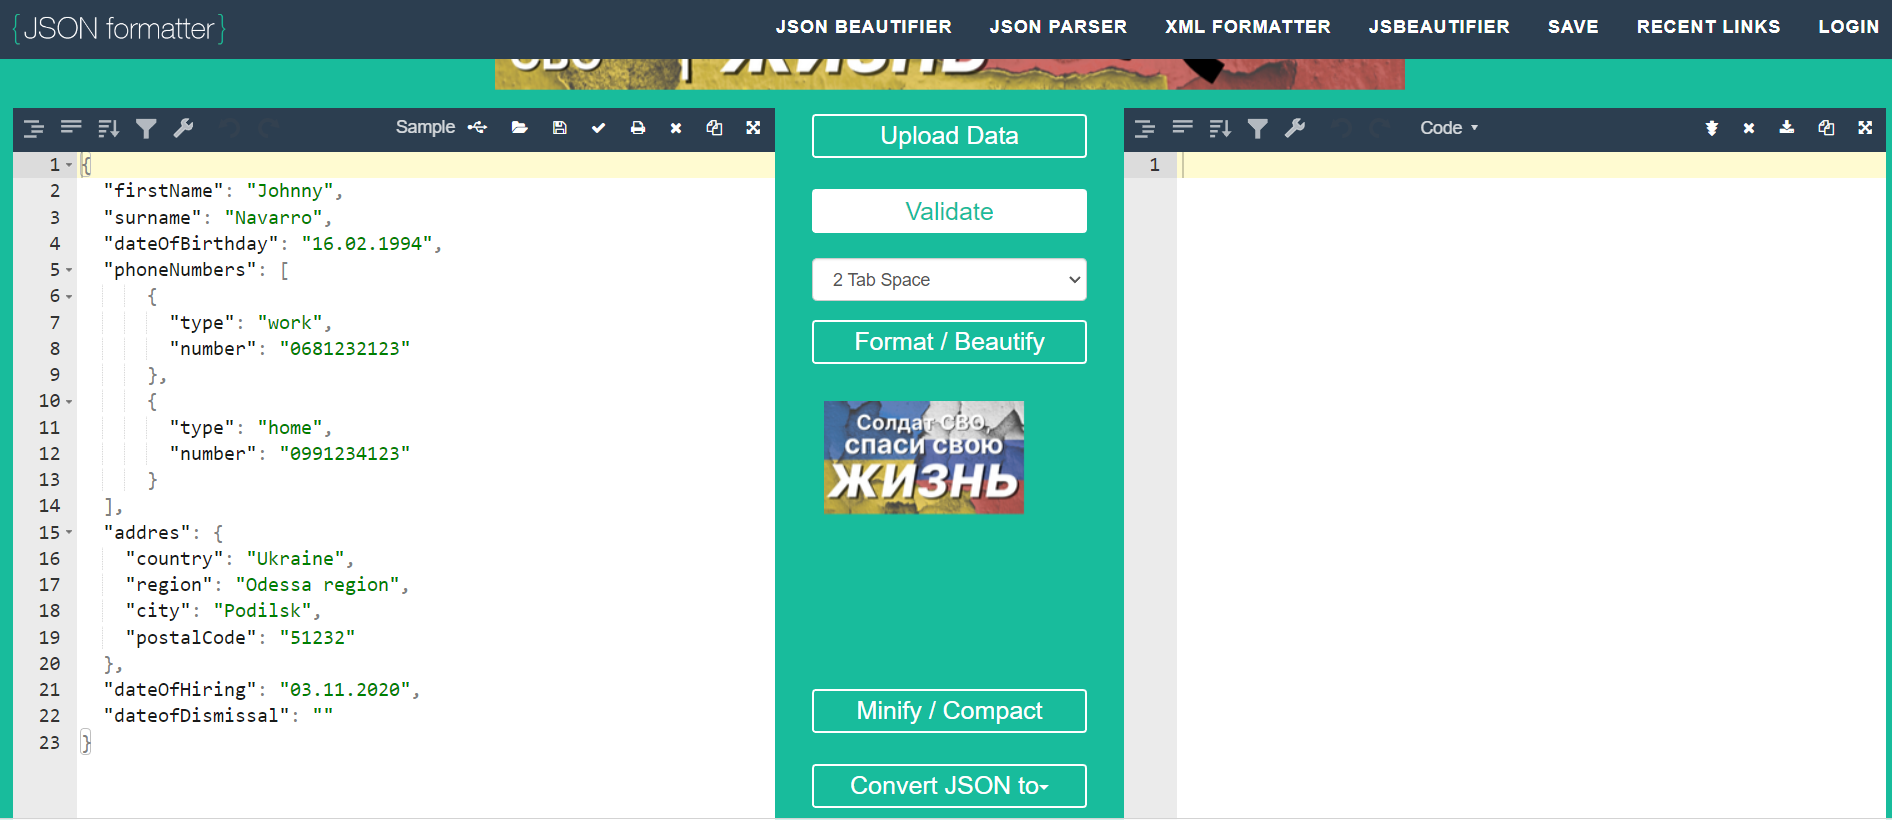 {JSON formatter}
JSON BEAUTIFIER JSON PARSER XML FORMATTER JSBEAUTIFIER SAVE RECENT LINKS LOGIN
СВО | ЖИЗНЬ
Sample
1 {
2 "firstName": "Johnny",
3 "surname": "Navarro",
4 "dateOfBirthday": "16.02.1994",
5 "phoneNumbers": [
6 {
7 "type": "work",
8 "number": "0681232123"
9 },
10 {
11 "type": "home",
12 "number": "0991234123"
13 }
14 ],
15 "addres": {
16 "country": "Ukraine",
17 "region": "Odessa region",
18 "city": "Podilsk",
19 "postalCode": "51232"
20 },
21 "dateOfHiring": "03.11.2020",
22 "dateofDismissal": ""
23 }
Upload Data
Validate
2 Tab Space
Format / Beautify
Солдат СВО,
спаси свою
ЖИЗНЬ
Minify / Compact
Convert JSON to
Code
1